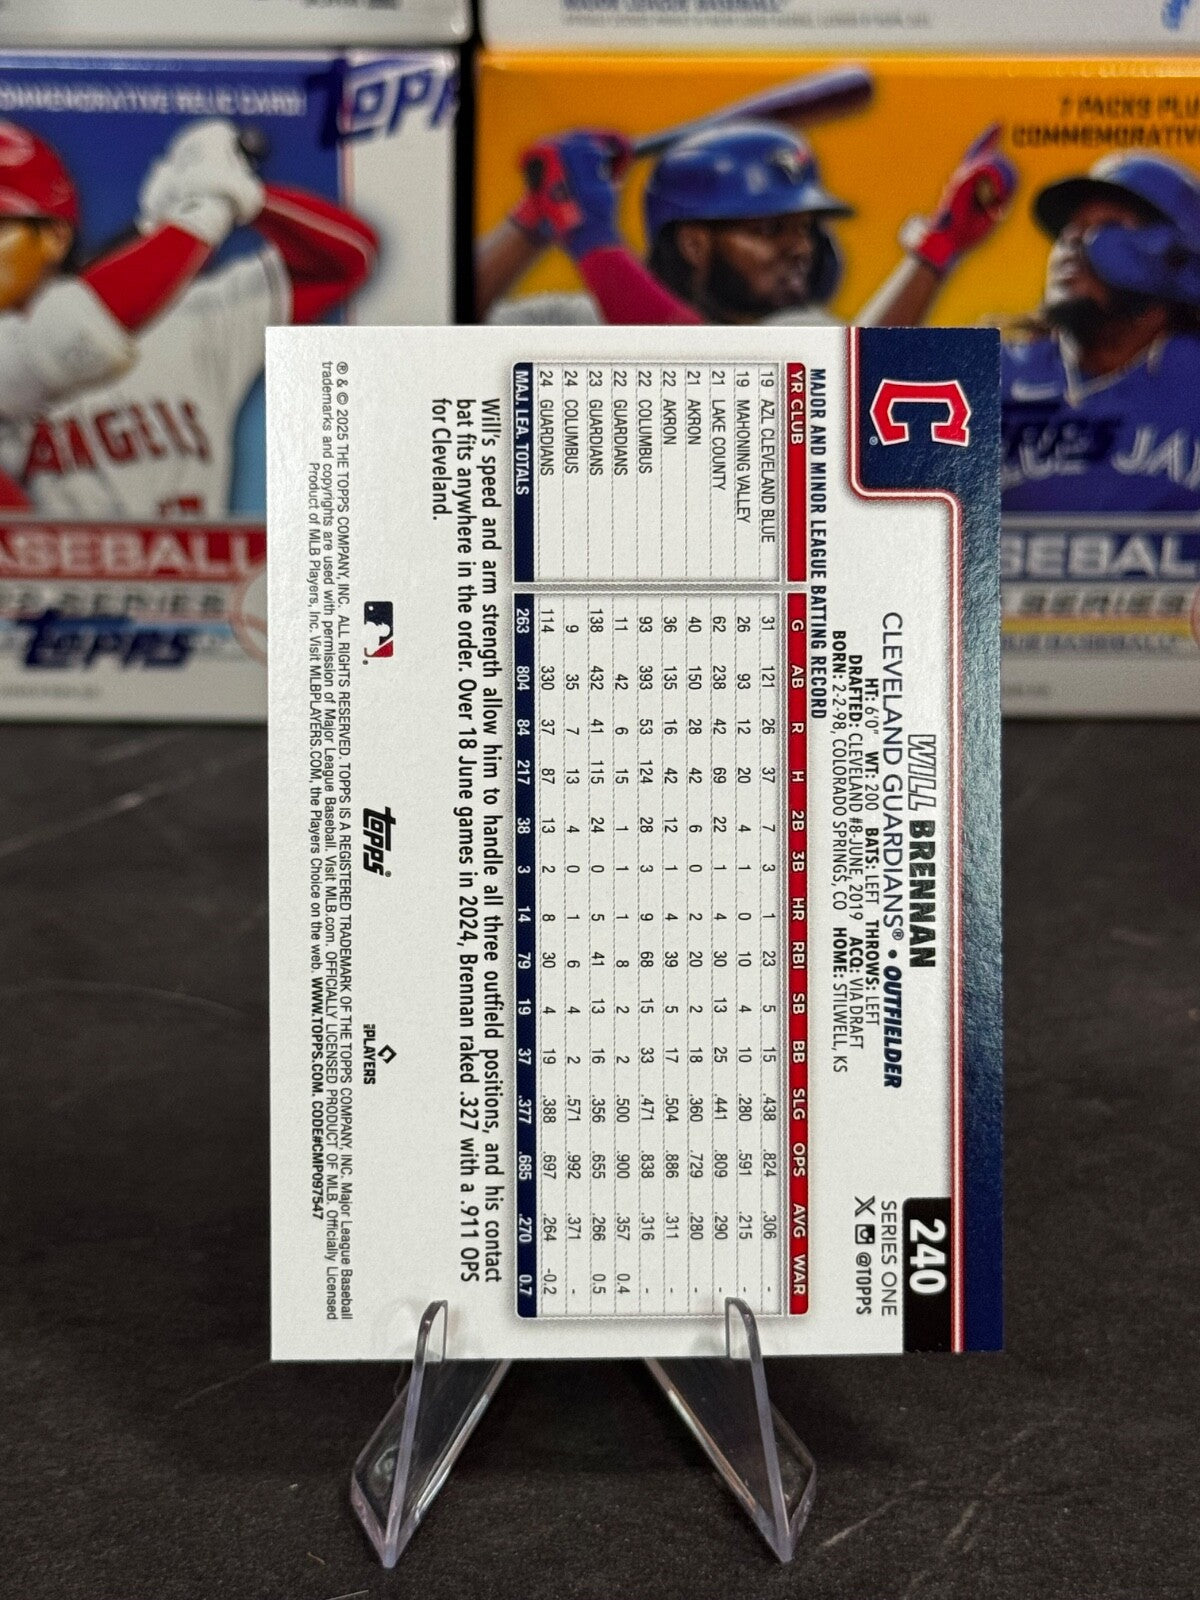 COMMEMORATIVE RELIC CARD!
TOPPS
7 PACKS PLU
COMMEMORATIV
ANGELS
BASEBALL
TOPPS
SEBAL
SERIES
C
WILL BRENNAN
CLEVELAND GUARDIANS® • OUTFIELDER
HT: 6'0" WT: 200 BATS: LEFT THROWS: LEFT
DRAFTED: CLEVELAND #8-JUNE, 2019 ACQ: VIA DRAFT
BORN: 2-2-98, COLORADO SPRINGS, CO HOME: STILWELL, KS
240
SERIES ONE
X @TOPPS
MAJOR AND MINOR LEAGUE BATTING RECORD
YR CLUB G AB R H 2B 3B HR RBI SB BB SLG OPS AVG WAR
19 AZL CLEVELAND BLUE 31 121 26 37 7 3 1 23 5 15 .438 .824 .306 -
19 MAHONING VALLEY 26 93 12 20 4 1 0 10 4 10 .280 .591 .215 -
21 LAKE COUNTY 62 238 42 69 22 1 4 30 13 25 .441 .809 .290 -
21 AKRON 40 150 28 42 6 0 2 20 2 18 .360 .729 .280 -
22 AKRON 36 135 16 42 12 1 4 39 5 17 .504 .886 .311 -
22 COLUMBUS 93 393 53 124 28 3 9 68 15 33 .471 .838 .316 -
22 GUARDIANS 11 42 6 15 1 1 1 8 2 2 .500 .900 .357 0.4
23 GUARDIANS 138 432 41 115 24 0 5 41 13 16 .356 .655 .266 0.5
24 COLUMBUS 9 35 7 13 4 0 1 6 4 2 .571 .992 .371 -
24 GUARDIANS 114 330 37 87 13 2 8 30 4 19 .388 .697 .264 -0.2
MAJ. LEA. TOTALS 263 804 84 217 38 3 14 79 19 37 .377 .685 .270 0.7
Will's speed and arm strength allow him to handle all three outfield positions, and his contact
bat fits anywhere in the order. Over 18 June games in 2024, Brennan raked .327 with a .911 OPS
for Cleveland.
topps®
PLAYERS
® & © 2025 THE TOPPS COMPANY, INC. ALL RIGHTS RESERVED. TOPPS IS A REGISTERED TRADEMARK OF THE TOPPS COMPANY, INC. Major League Baseball
trademarks and copyrights are used with permission of Major League Baseball. Visit MLB.com. OFFICIALLY LICENSED PRODUCT OF MLB. Officially Licensed
Product of MLB Players, Inc. Visit MLBPLAYERS.COM, the Players Choice on the web. WWW.TOPPS.COM. CODE#CMP097547